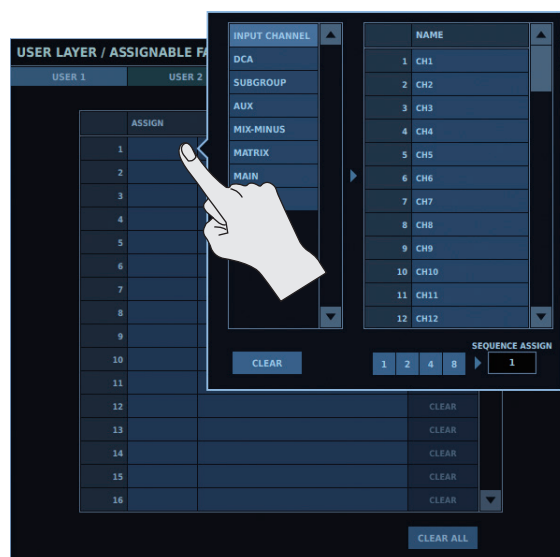 USER LAYER / ASSIGNABLE FA
USER 1
USER 2
ASSIGN
1
2
3
4
5
6
7
8
9
10
11
12 CLEAR
13 CLEAR
14 CLEAR
15 CLEAR
16 CLEAR
CLEAR ALL
INPUT CHANNEL
DCA
SUBGROUP
AUX
MIX-MINUS
MATRIX
MAIN
NAME
1 CH1
2 CH2
3 CH3
4 CH4
5 CH5
6 CH6
7 CH7
8 CH8
9 CH9
10 CH10
11 CH11
12 CH12
CLEAR
SEQUENCE ASSIGN
1 2 4 8 1